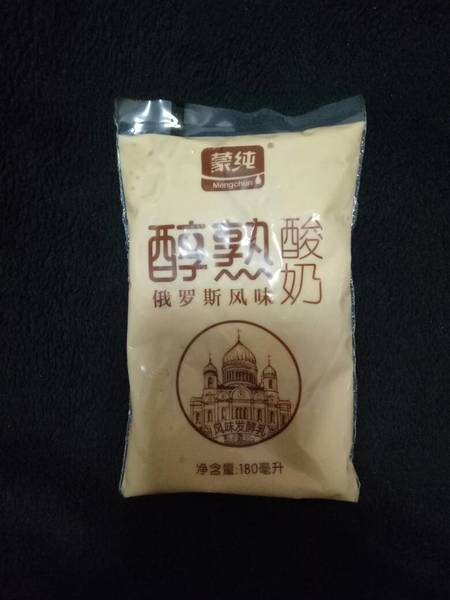 蒙纯®
Mengchun
醇熟酸奶
俄罗斯风味
风味发酵乳
净含量:180毫升